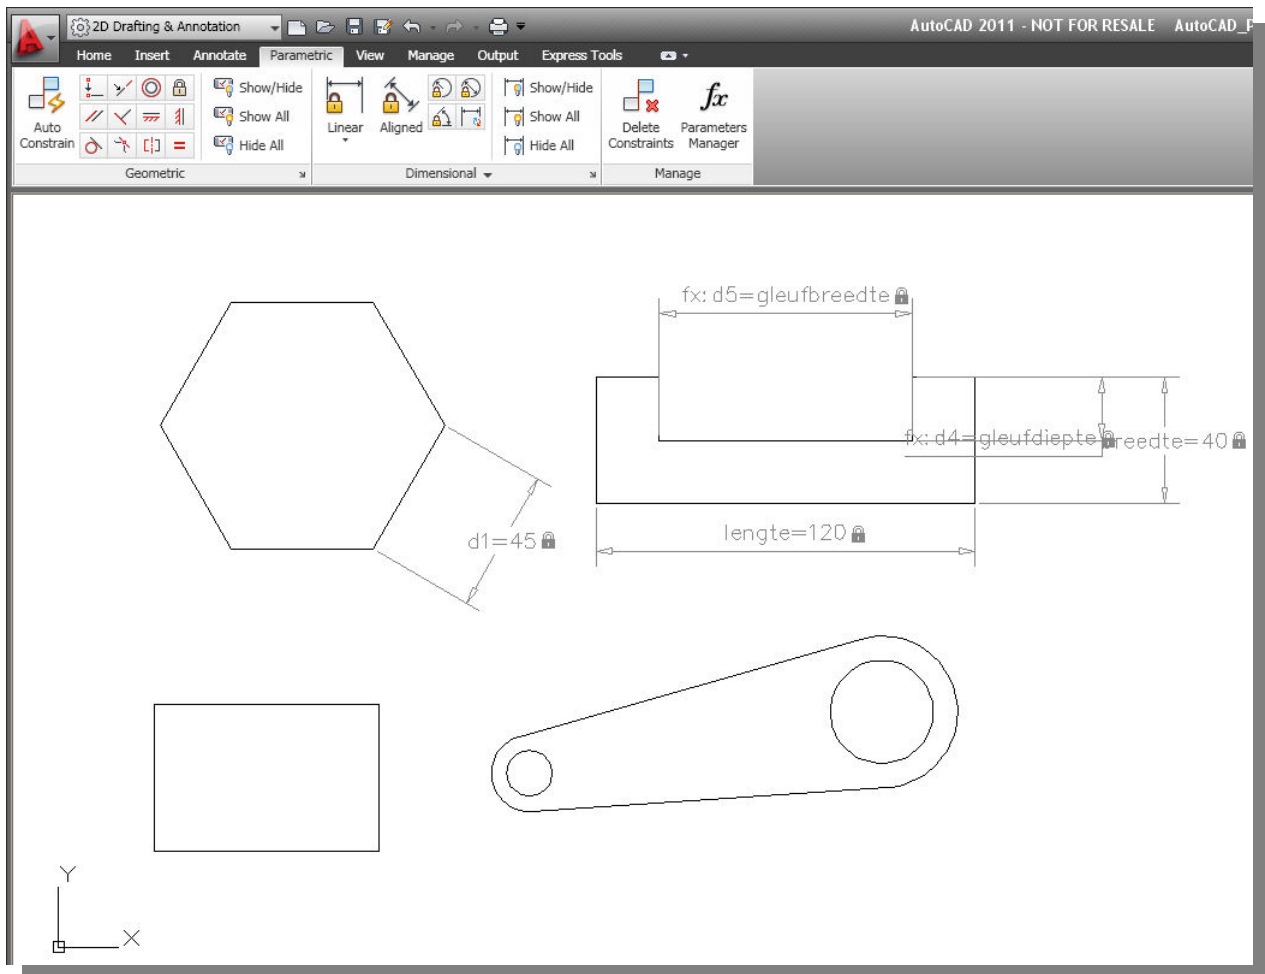 2D Drafting & Annotation
AutoCAD 2011 - NOT FOR RESALE AutoCAD_P
Home Insert Annotate Parametric View Manage Output Express Tools
Auto Constrain
Show/Hide
Show All
Hide All
Geometric
Linear
Aligned
Show/Hide
Show All
Hide All
Dimensional
Delete Constraints
fx
Parameters Manager
Manage
fx: d5=gleufbreedte
fx: d4=gleufdiepte
reedte=40
lengte=120
d1=45
Y
X